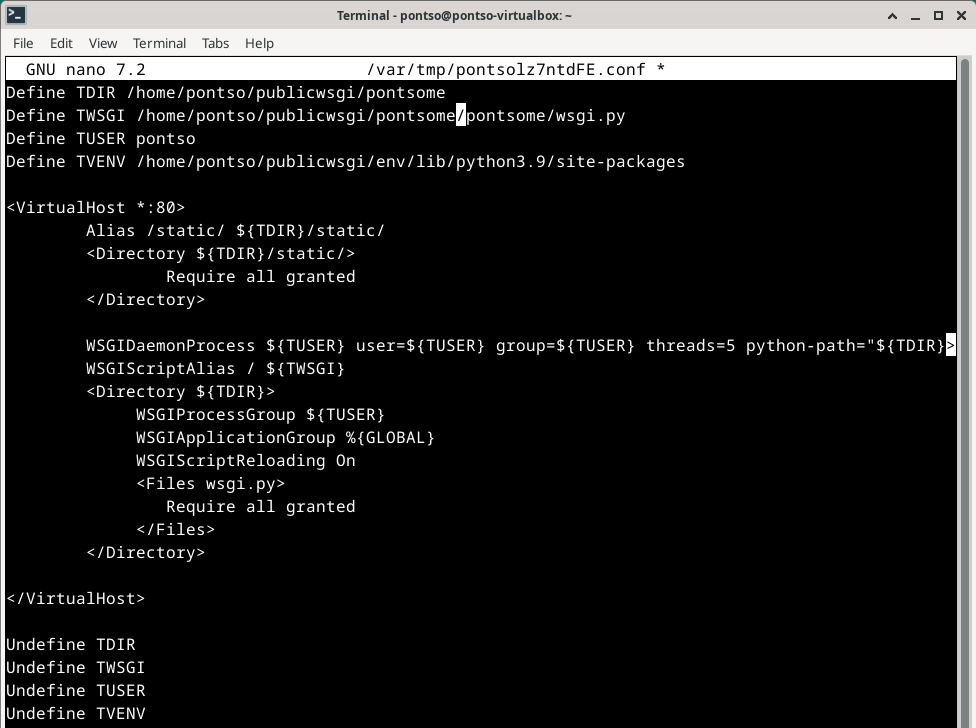 Terminal - pontso@pontso-virtualbox: ~
File Edit View Terminal Tabs Help
GNU nano 7.2 /var/tmp/pontsolz7ntdFE.conf *
Define TDIR /home/pontso/publicwsgi/pontsome
Define TWSGI /home/pontso/publicwsgi/pontsome/pontsome/wsgi.py
Define TUSER pontso
Define TVENV /home/pontso/publicwsgi/env/lib/python3.9/site-packages
<VirtualHost *:80>
Alias /static/ ${TDIR}/static/
<Directory ${TDIR}/static/>
Require all granted
</Directory>
WSGIDaemonProcess ${TUSER} user=${TUSER} group=${TUSER} threads=5 python-path="${TDIR}>
WSGIScriptAlias / ${TWSGI}
<Directory ${TDIR}>
WSGIProcessGroup ${TUSER}
WSGIApplicationGroup %{GLOBAL}
WSGIScriptReloading On
<Files wsgi.py>
Require all granted
</Files>
</Directory>
</VirtualHost>
Undefine TDIR
Undefine TWSGI
Undefine TUSER
Undefine TVENV